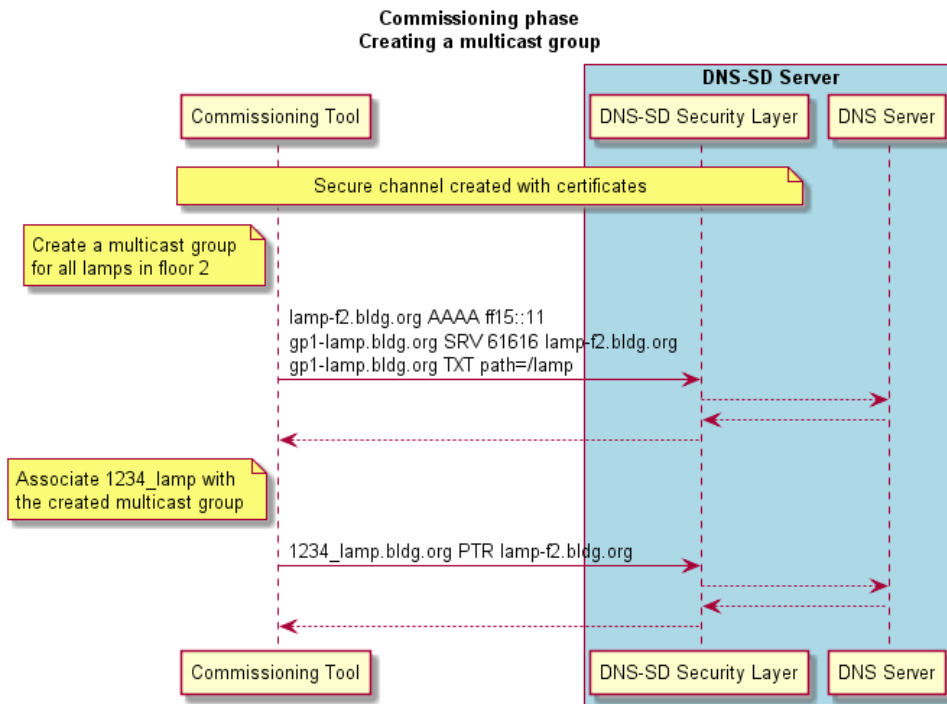 Commissioning phase
Creating a multicast group
DNS-SD Server
Commissioning Tool
DNS-SD Security Layer
DNS Server
Secure channel created with certificates
Create a multicast group
for all lamps in floor 2
lamp-f2.bldg.org AAAA ff15::11
gp1-lamp.bldg.org SRV 61616 lamp-f2.bldg.org
gp1-lamp.bldg.org TXT path=/lamp
Associate 1234_lamp with
the created multicast group
1234_lamp.bldg.org PTR lamp-f2.bldg.org
Commissioning Tool
DNS-SD Security Layer
DNS Server